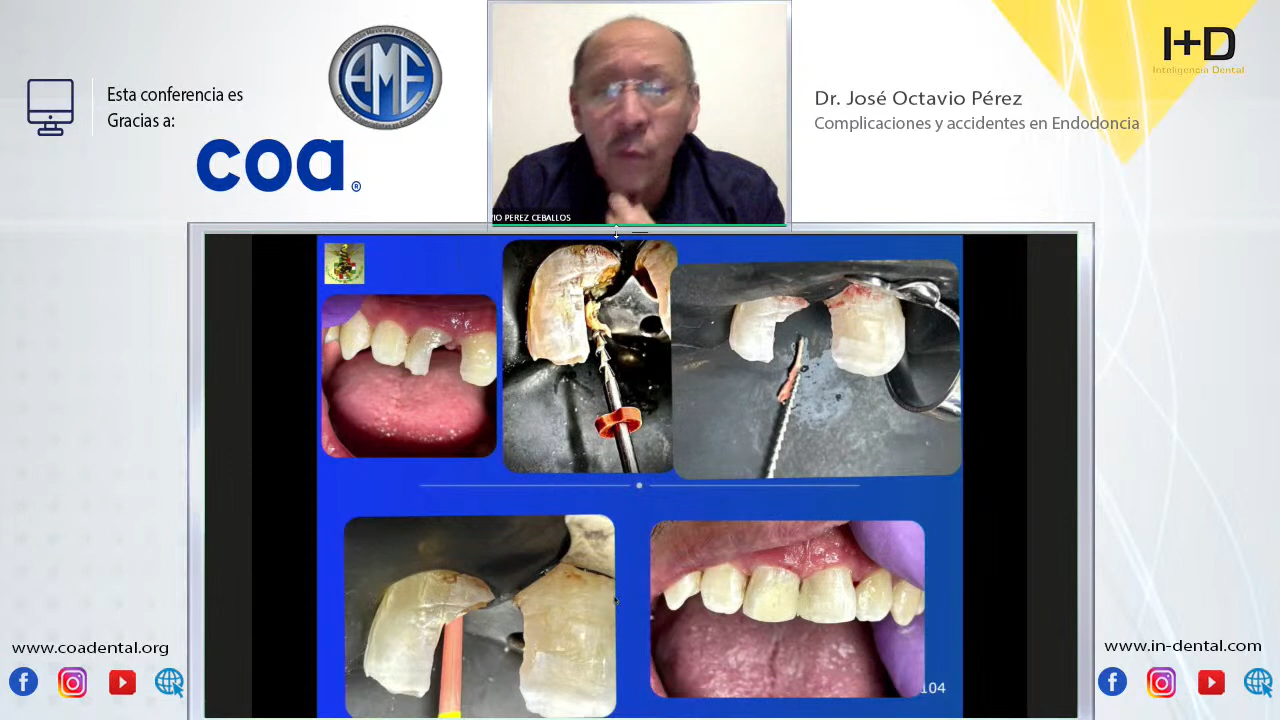 Esta conferencia es
Gracias a:
AME
coa®
IO PEREZ CEBALLOS
Dr. José Octavio Pérez
Complicaciones y accidentes en Endodoncia
I+D
Inteligencia Dental
104
www.coadental.org
www.in-dental.com